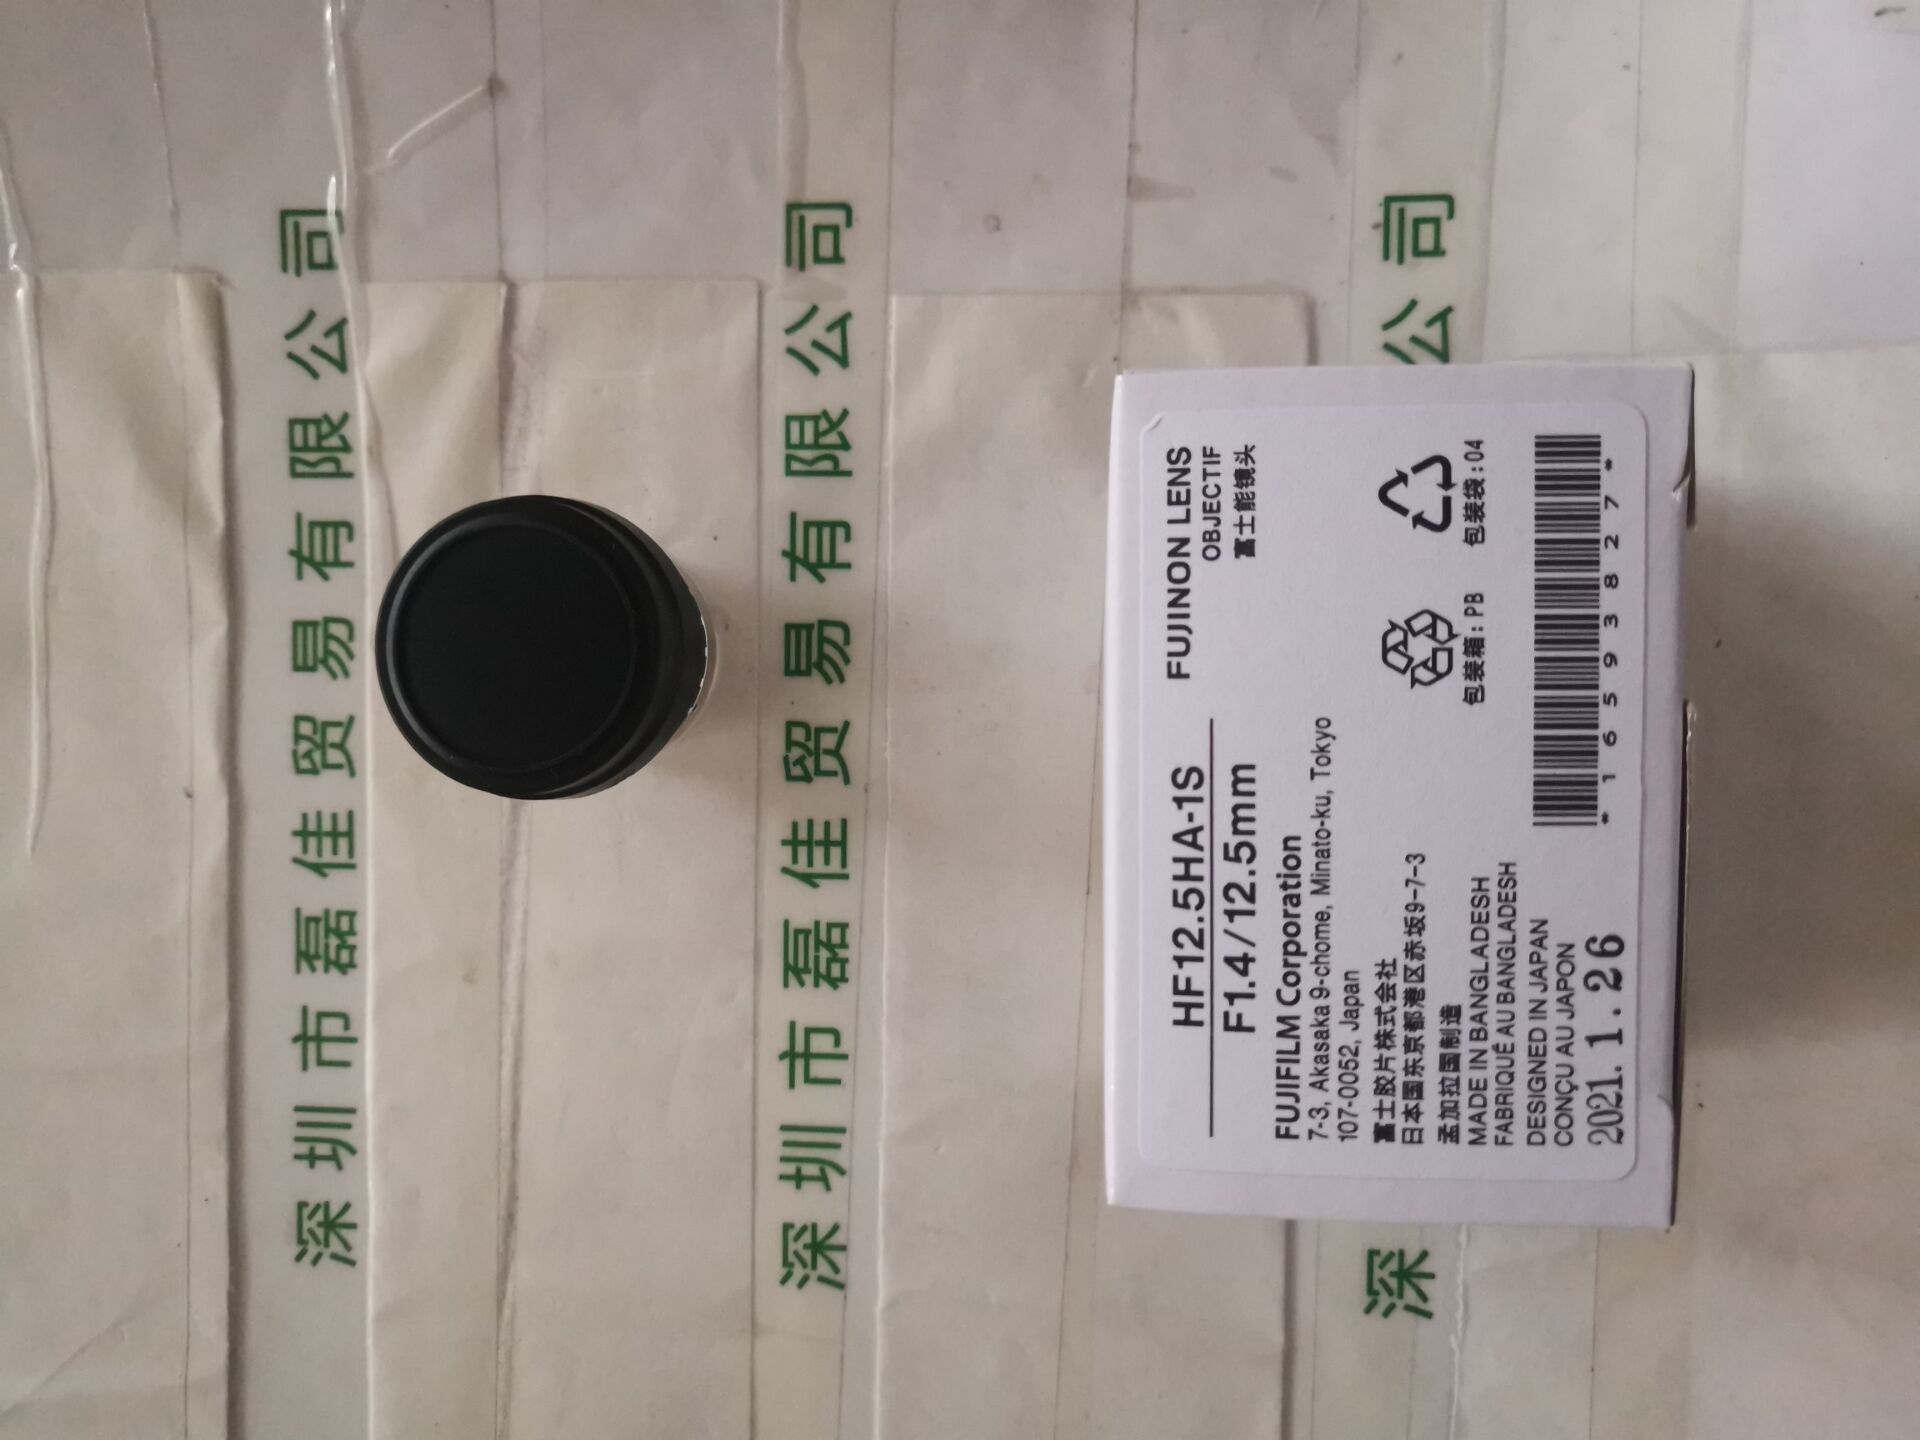 深圳市磊佳贸易有限公司
深圳市磊佳贸易有限公司
深 公司
HF12.5HA-1S
F1.4/12.5mm
FUJINON LENS
OBJECTIF
富士能镜头
FUJIFILM Corporation
7-3, Akasaka 9-chome, Minato-ku, Tokyo
107-0052, Japan
富士胶片株式会社
日本国东京都港区赤坂9-7-3
孟加拉国制造
MADE IN BANGLADESH
FABRIQUÉ AU BANGLADESH
DESIGNED IN JAPAN
CONÇU AU JAPON
2021.1.26
包装箱:PB
包装袋:04
*16593827*